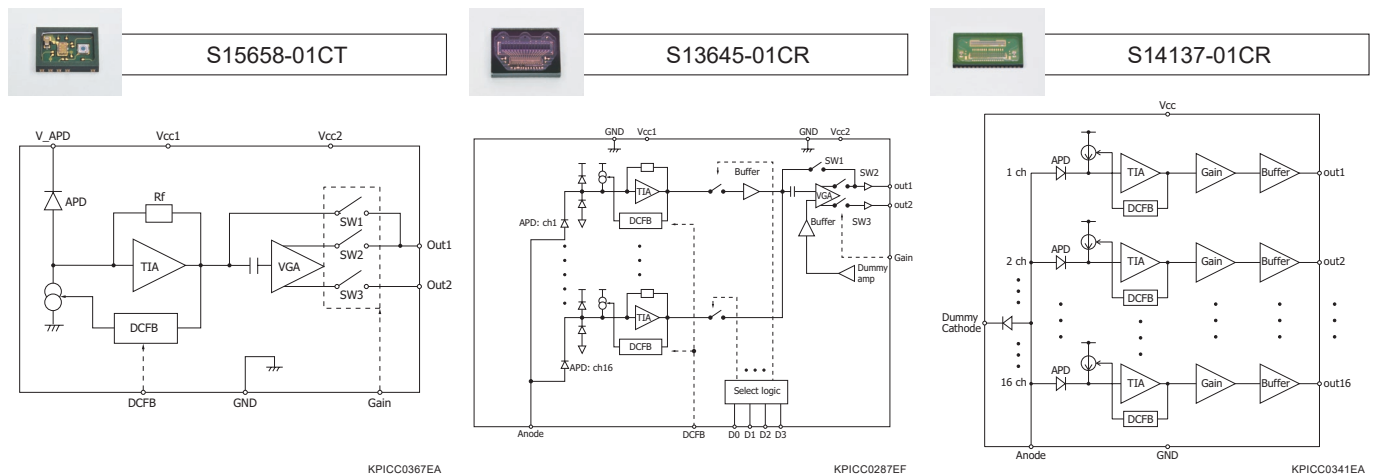 S15658-01CT
V_APD
Vcc1
Vcc2
APD
Rf
TIA
VGA
SW1
SW2
SW3
Out1
Out2
DCFB
DCFB
GND
Gain
KPICC0367EA
S13645-01CR
GND
Vcc1
GND
Vcc2
SW1
Buffer
SW2
TIA
VGA
out1
out2
DCFB
SW3
APD: ch1
Buffer
Gain
Dummy
amp
TIA
DCFB
APD: ch16
Select logic
Anode
DCFB
D0
D1
D2
D3
KPICC0287EF
S14137-01CR
Vcc
1 ch
APD
TIA
Gain
Buffer
out1
DCFB
2 ch
APD
TIA
Gain
Buffer
out2
DCFB
Dummy
Cathode
16 ch
APD
TIA
Gain
Buffer
out16
DCFB
Anode
GND
KPICC0341EA